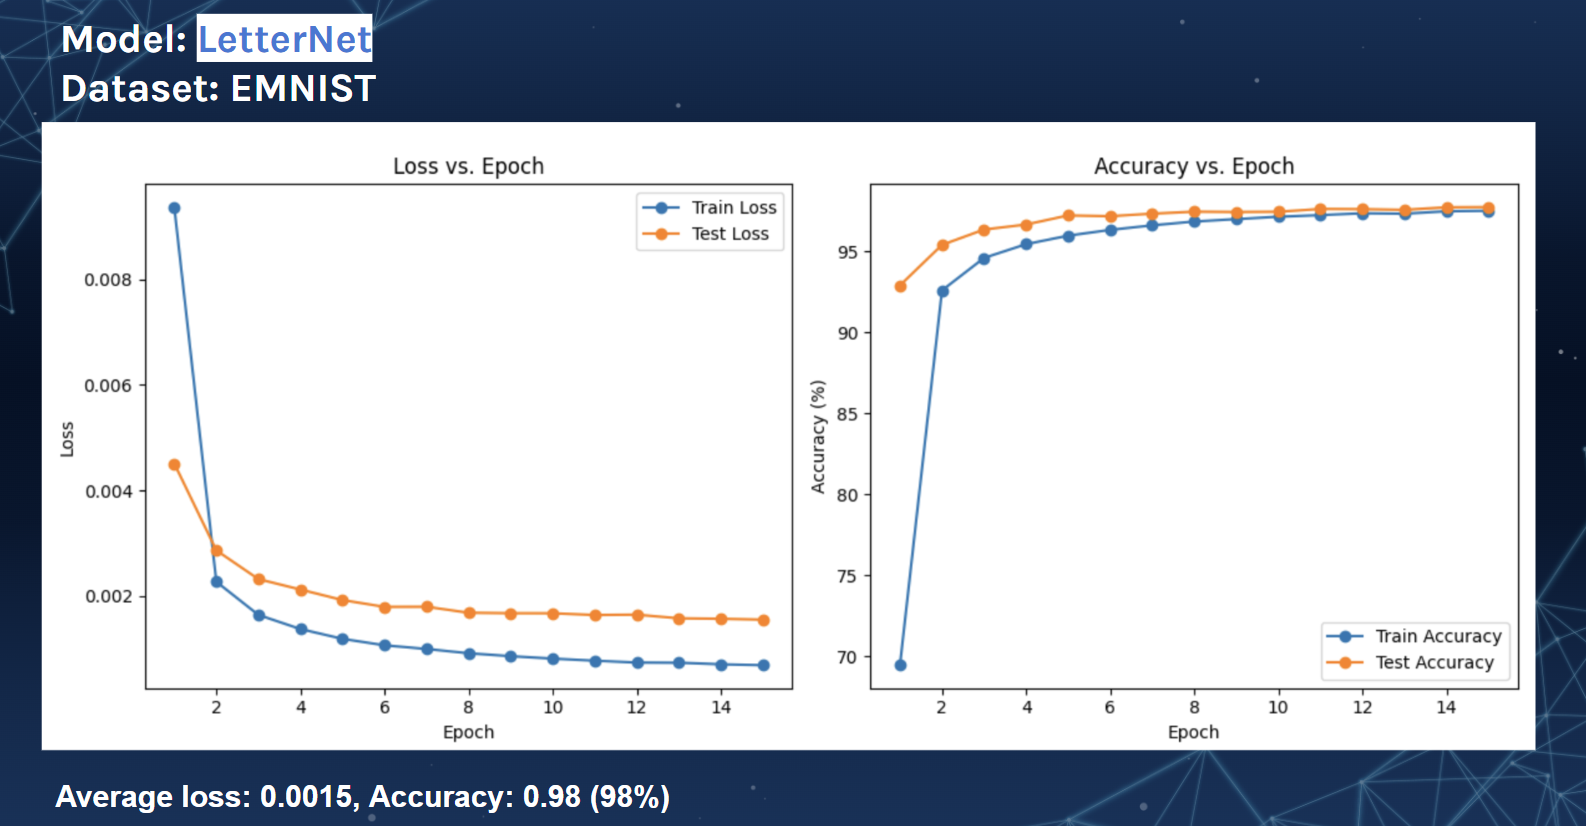 Model: LetterNet
Dataset: EMNIST
Loss vs. Epoch
Train Loss
Test Loss
0.008
0.006
0.004
0.002
Loss
2 4 6 8 10 12 14
Epoch
Accuracy vs. Epoch
95
90
85
80
75
70
Accuracy (%)
Train Accuracy
Test Accuracy
2 4 6 8 10 12 14
Epoch
Average loss: 0.0015, Accuracy: 0.98 (98%)